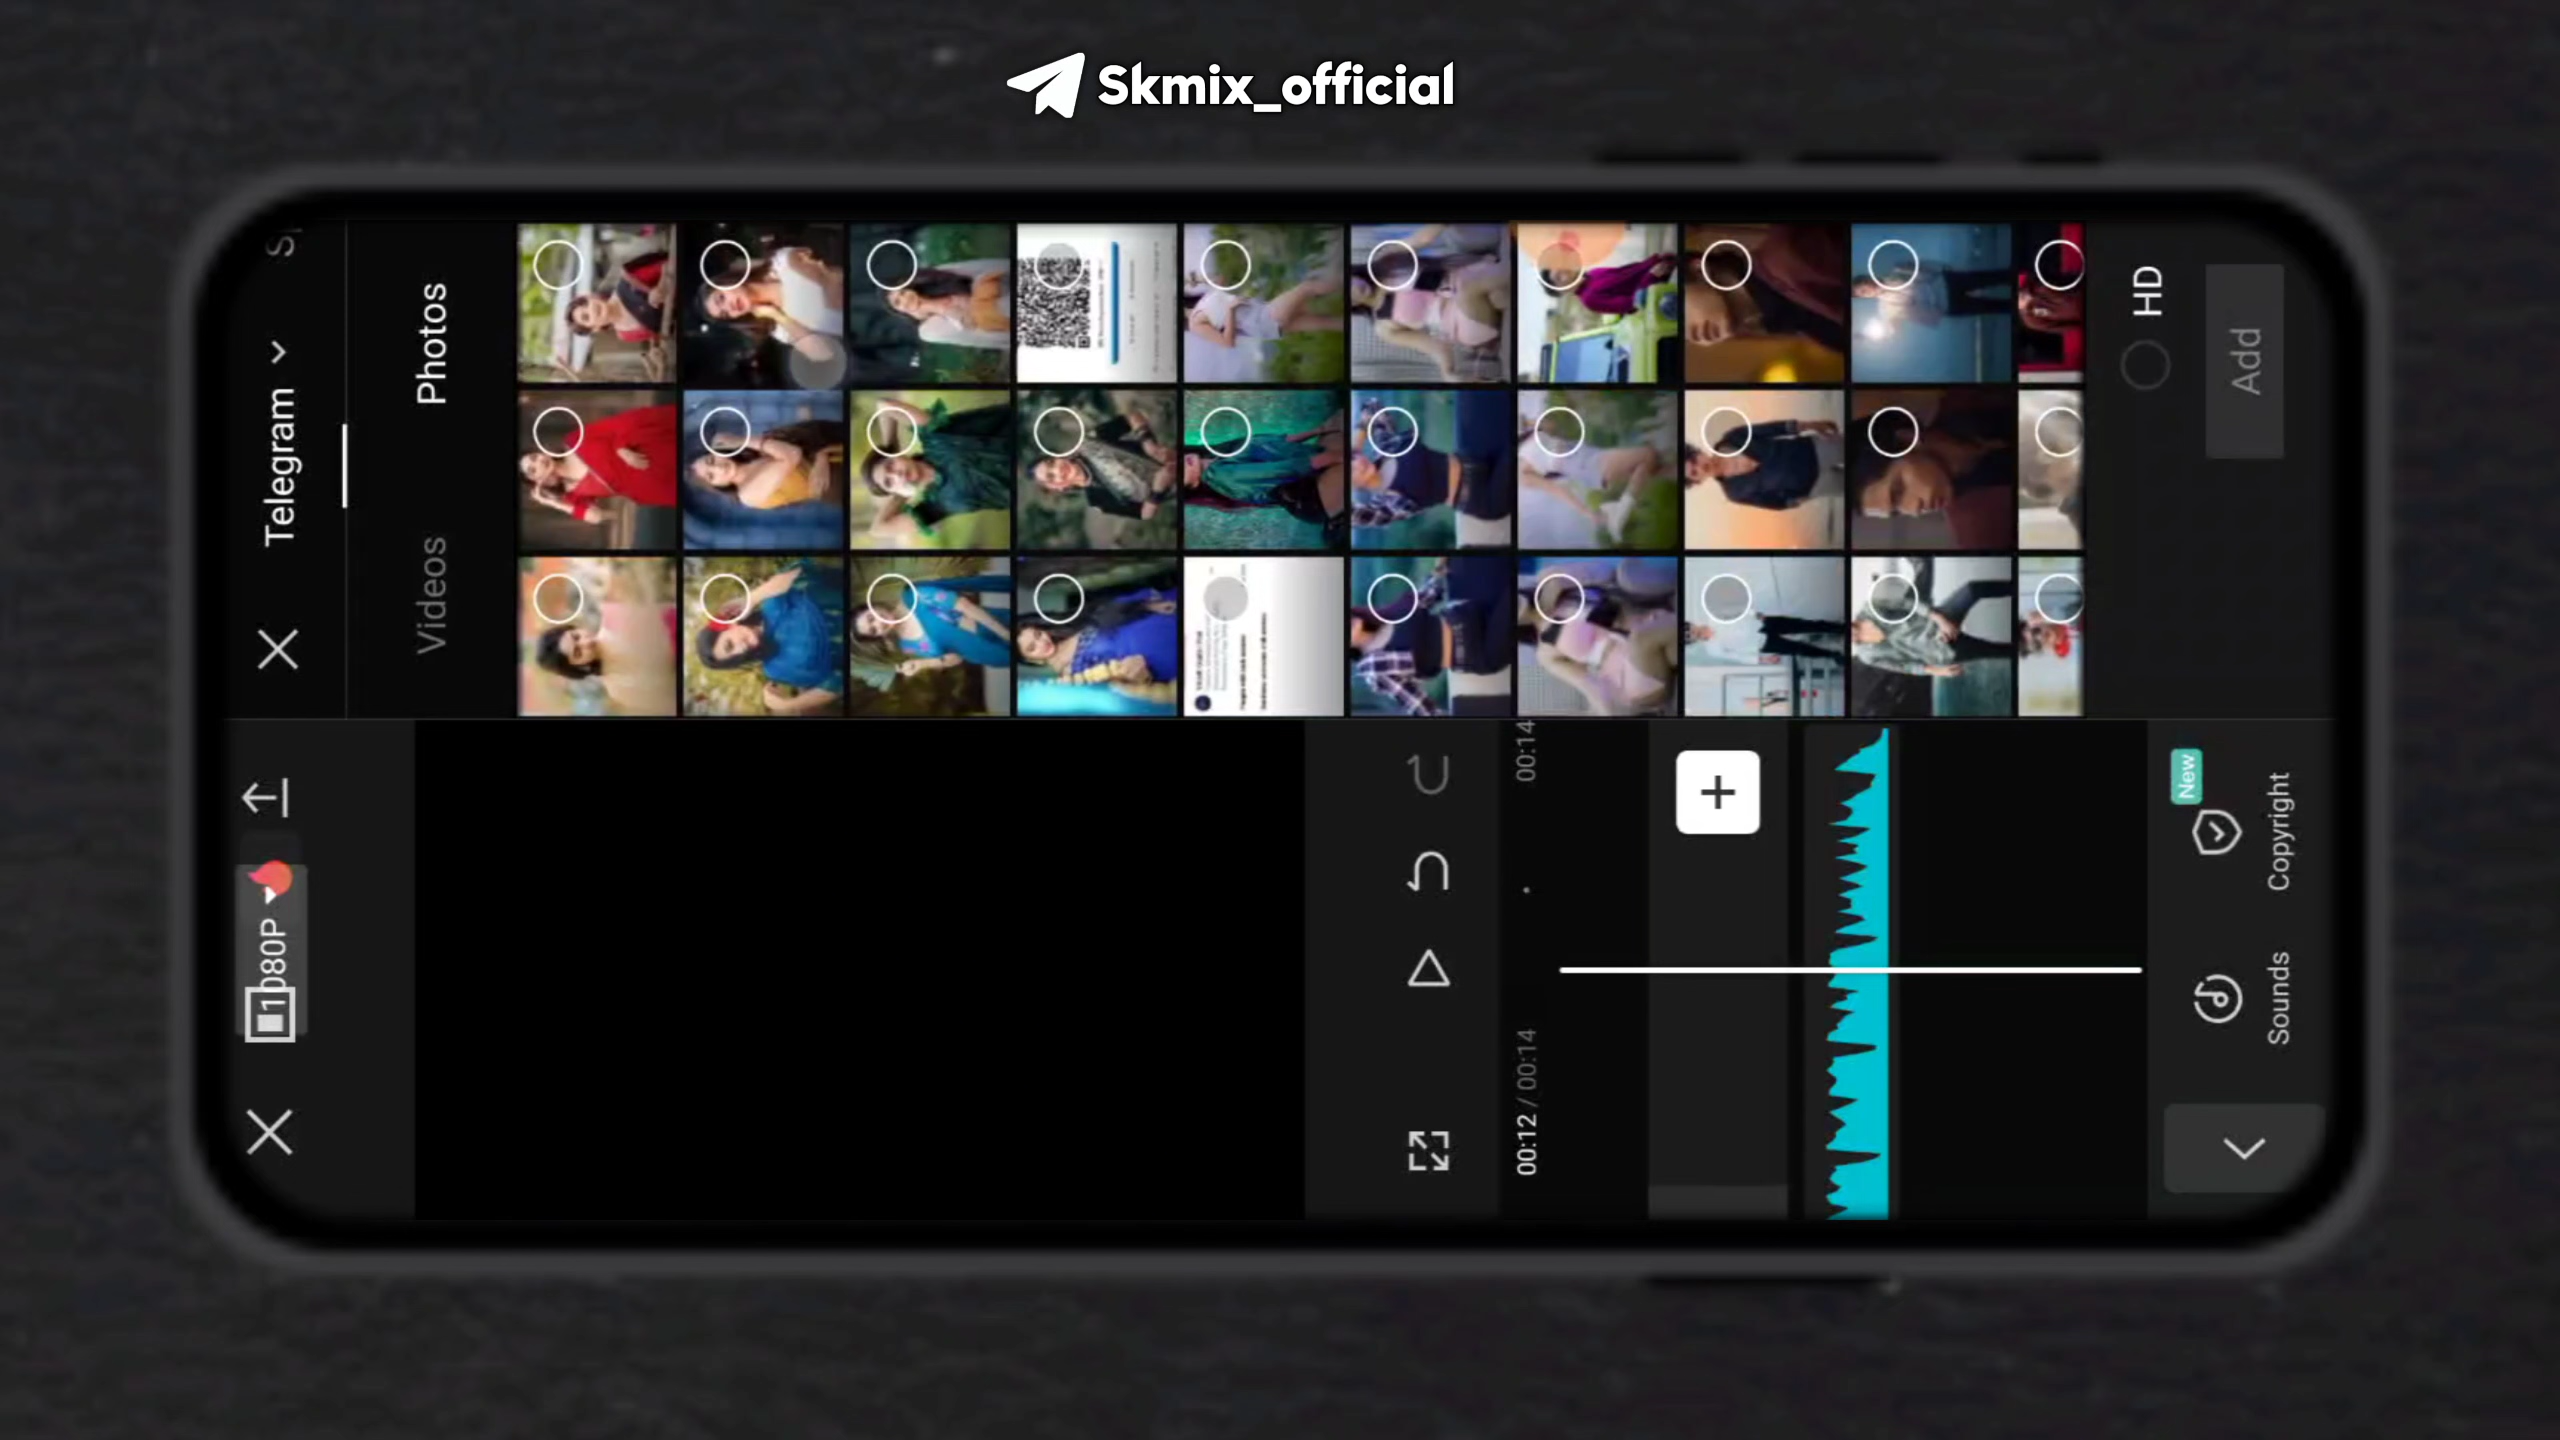 Skmix_official
Telegram
Photos
Videos
HD
Add
1080P
00:12 / 00:14
00:14
New
Copyright
Sounds